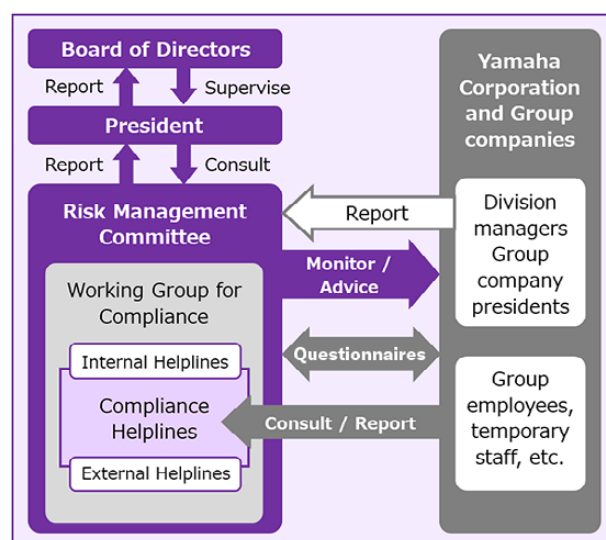 Board of Directors
Report
Supervise
President
Report
Consult
Risk Management
Committee
Working Group for
Compliance
Internal Helplines
Compliance
Helplines
External Helplines
Report
Monitor /
Advice
Questionnaires
Consult / Report
Yamaha
Corporation
and Group
companies
Division
managers
Group
company
presidents
Group
employees,
temporary
staff, etc.